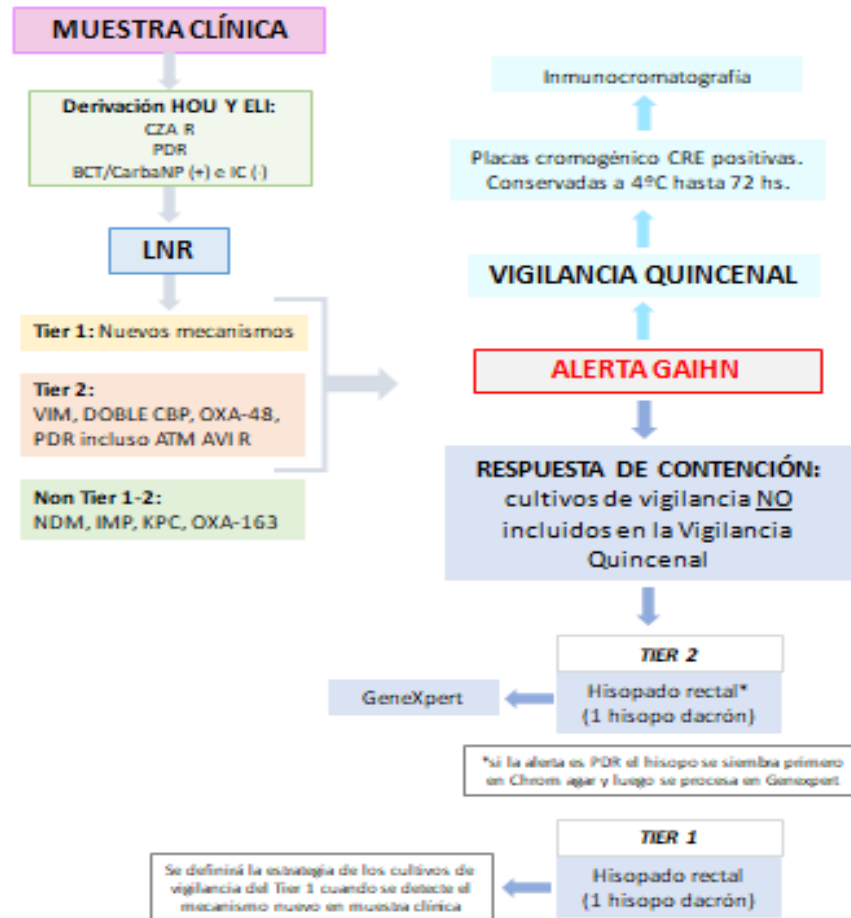 MUESTRA CLÍNICA
Derivación HOU Y ELI:
CZA R
PDR
BCT/CarbaNP (+) e IC (-)
LNR
Tier 1: Nuevos mecanismos
Tier 2:
VIM, DOBLE CBP, OXA-48,
PDR incluso ATM AVI R
Non Tier 1-2:
NDM, IMP, KPC, OXA-163
Inmunocromatografía
Placas cromogénico CRE positivas.
Conservadas a 4ºC hasta 72 hs.
VIGILANCIA QUINCENAL
ALERTA GAIHN
RESPUESTA DE CONTENCIÓN:
cultivos de vigilancia NO
incluidos en la Vigilancia
Quincenal
TIER 2
Hisopado rectal*
(1 hisopo dacrón)
GeneXpert
*si la alerta es PDR el hisopo se siembra primero
en Chrom agar y luego se procesa en Genexpert
TIER 1
Hisopado rectal
(1 hisopo dacrón)
Se definirá la estrategia de los cultivos de
vigilancia del Tier 1 cuando se detecte el
mecanismo nuevo en muestra clínica